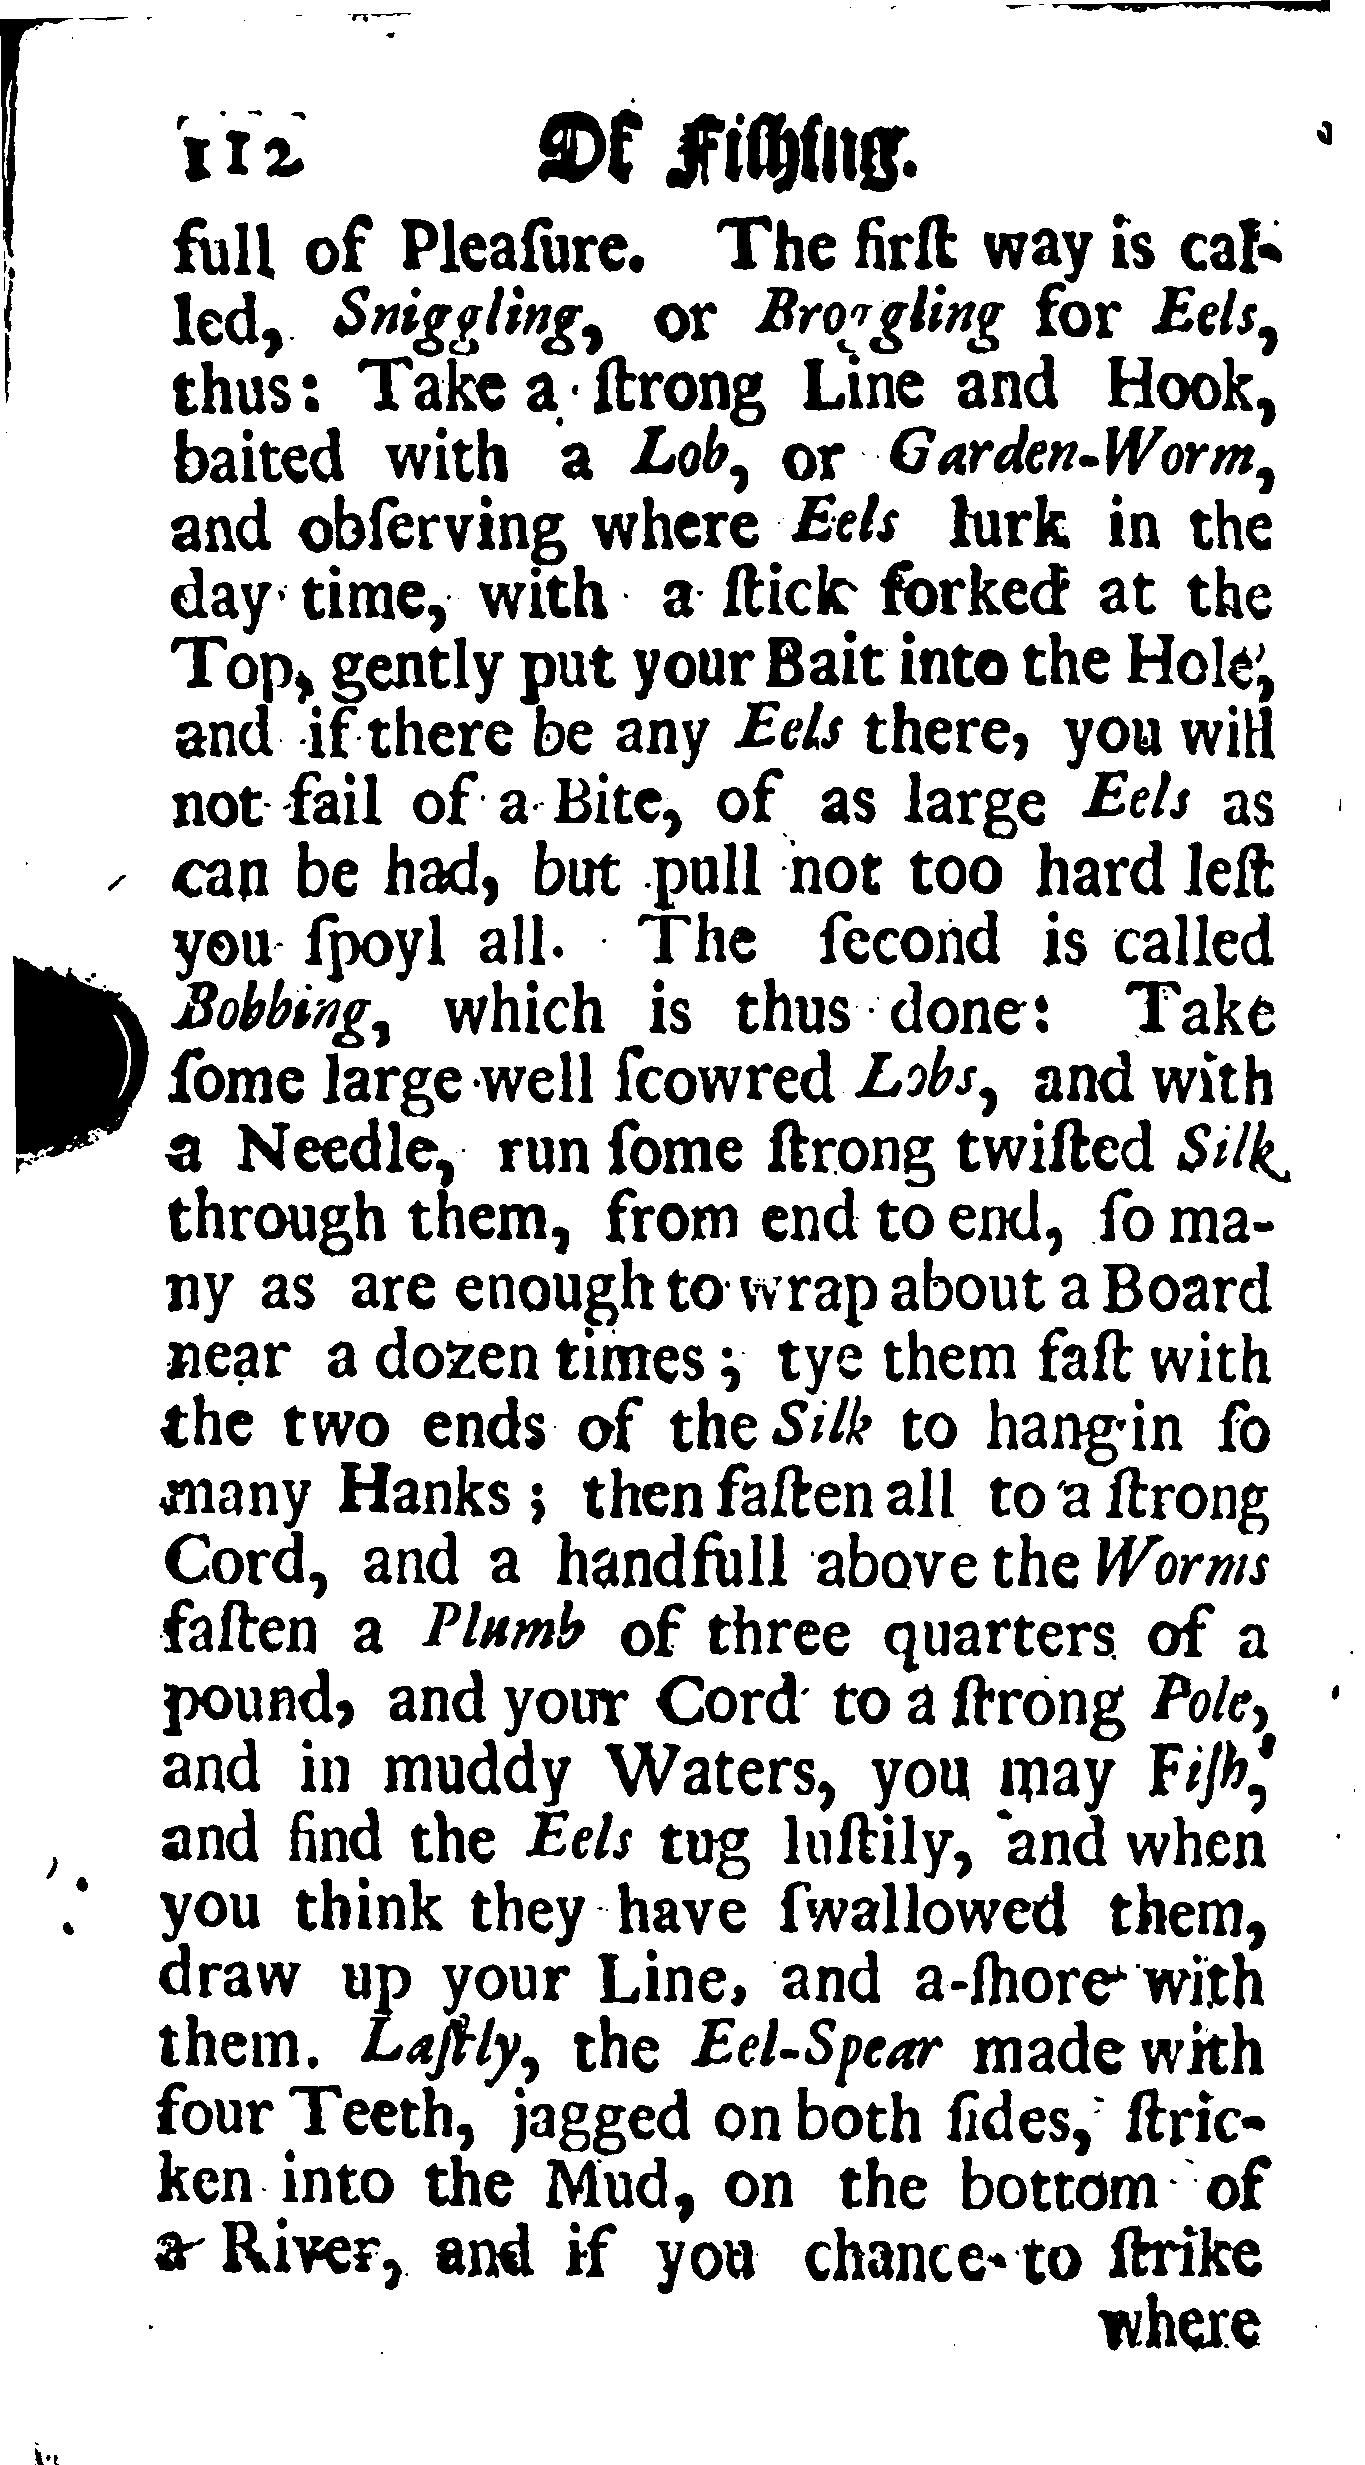 112 Of Fiſhing.
full of Pleaſure. The firſt way is cal-
led, Sniggling, or Broggling for Eels,
thus: Take a ſtrong Line and Hook,
baited with a Lob, or Garden-Worm,
and obſerving where Eels lurk in the
day time, with a ſtick forked at the
Top, gently put your Bait into the Hole,
and if there be any Eels there, you will
not fail of a Bite, of as large Eels as
can be had, but pull not too hard leſt
you ſpoyl all. The ſecond is called
Bobbing, which is thus done: Take
ſome large well ſcowred Lobs, and with
a Needle, run ſome ſtrong twiſted Silk
through them, from end to end, ſo ma-
ny as are enough to wrap about a Board
near a dozen times; tye them faſt with
the two ends of the Silk to hang in ſo
many Hanks; then faſten all to a ſtrong
Cord, and a handfull above the Worms
faſten a Plumb of three quarters of a
pound, and your Cord to a ſtrong Pole,
and in muddy Waters, you may Fiſh,
and find the Eels tug luſtily, and when
you think they have ſwallowed them,
draw up your Line, and a-ſhore with
them. Laſtly, the Eel-Spear made with
four Teeth, jagged on both ſides, ſtric-
ken into the Mud, on the bottom of
a River, and if you chance to ſtrike
where